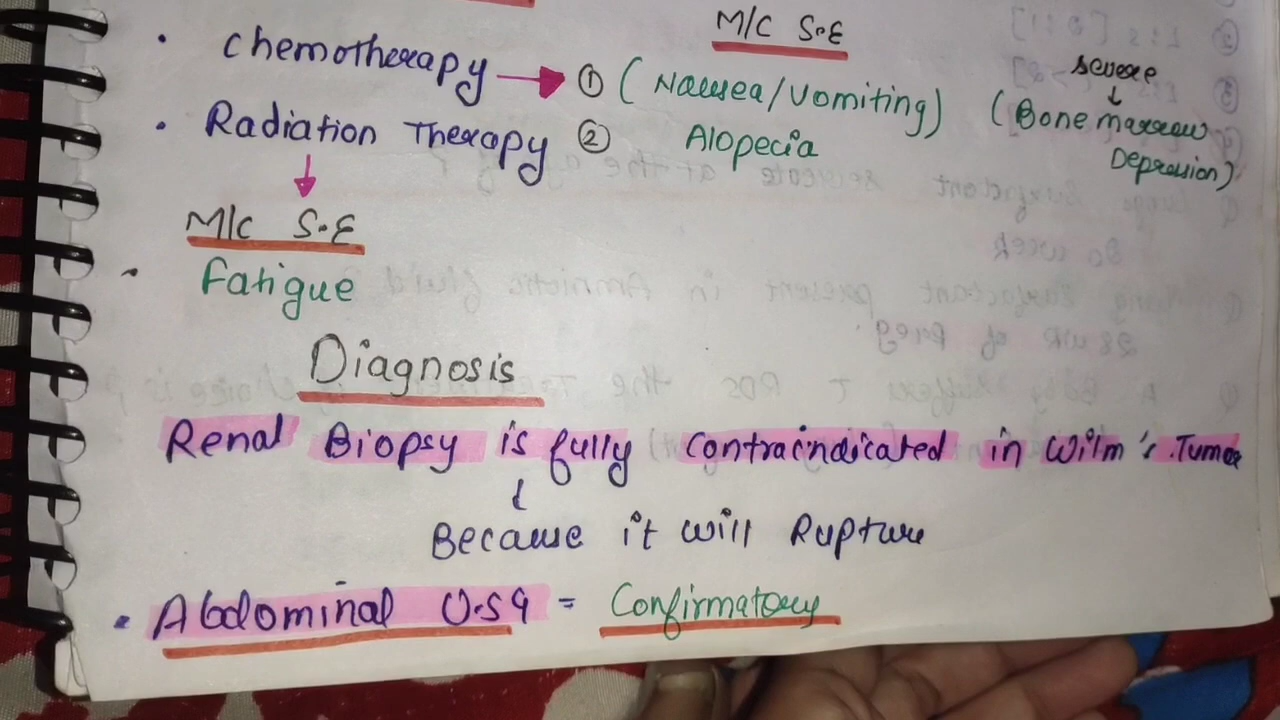 M/C S.E
• Chemotherapy → ① (Nausea/Vomiting) (severe ↓ Bone marrow Depression)
• Radiation Therapy ② Alopecia
↓
M/C S.E
• Fatigue
Diagnosis
Renal Biopsy is fully Contraindicated in Wilm's Tumor
↓
Because it will Rupture
• Abdominal U.S.G = Confirmatory